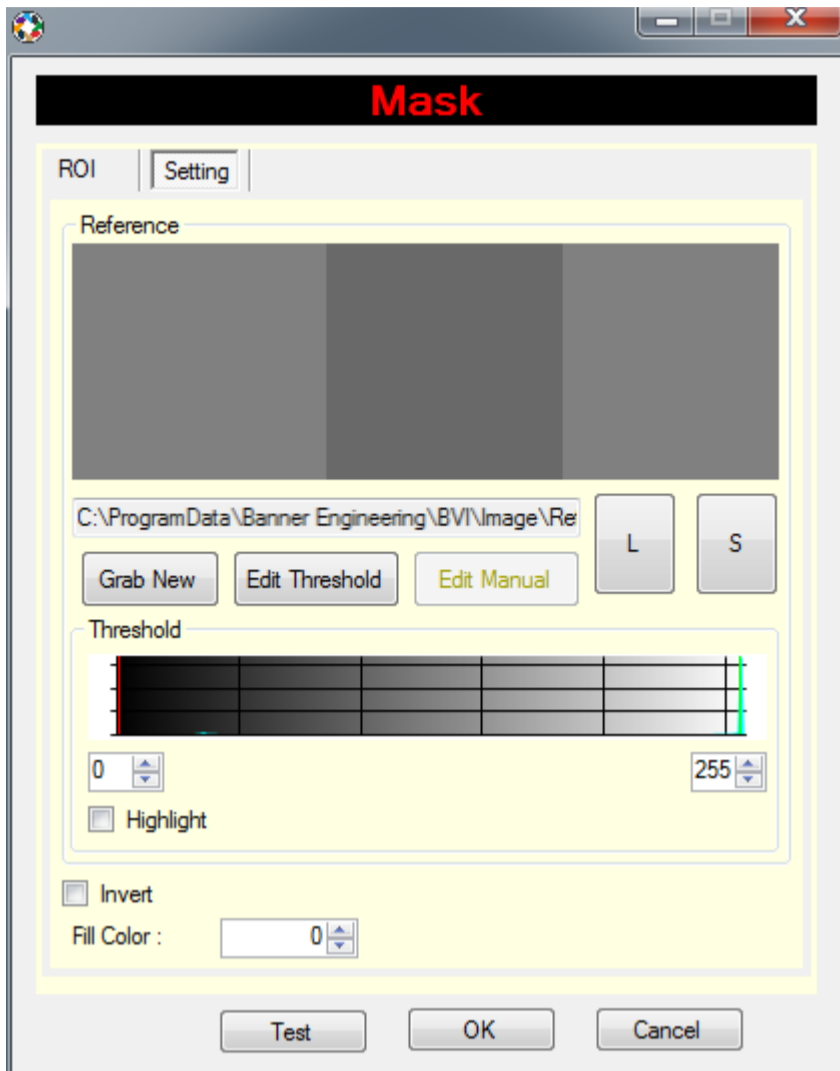 Mask
ROI
Setting
Reference
C:\ProgramData\Banner Engineering\BVI\Image\Re
L
S
Grab New
Edit Threshold
Edit Manual
Threshold
0
255
Highlight
Invert
Fill Color :
0
Test
OK
Cancel